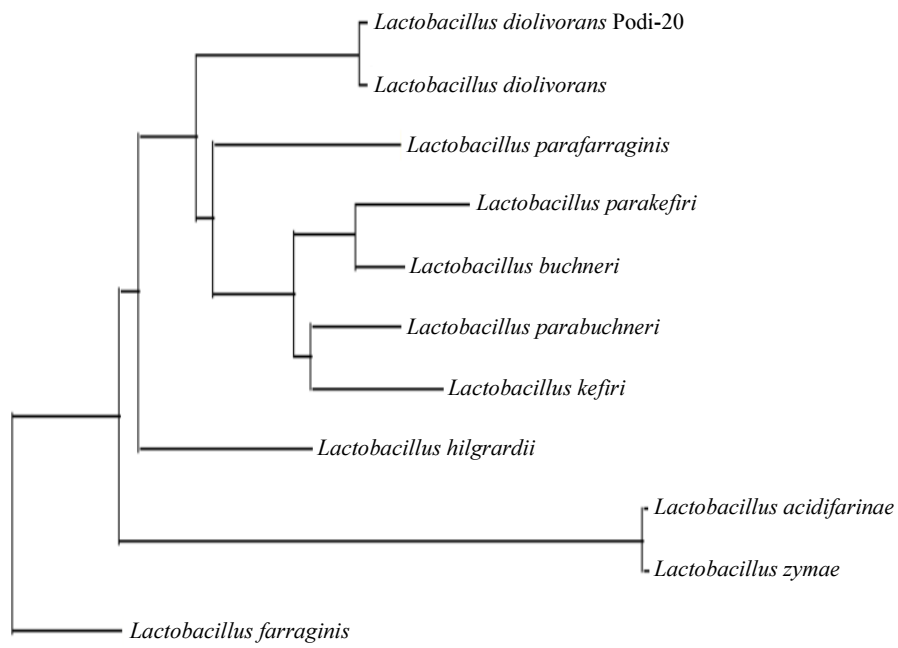 Lactobacillus diolivorans Podi-20
Lactobacillus diolivorans
Lactobacillus parafarraginis
Lactobacillus parakefiri
Lactobacillus buchneri
Lactobacillus parabuchneri
Lactobacillus kefiri
Lactobacillus hilgrardii
Lactobacillus acidifarinae
Lactobacillus zymae
Lactobacillus farraginis